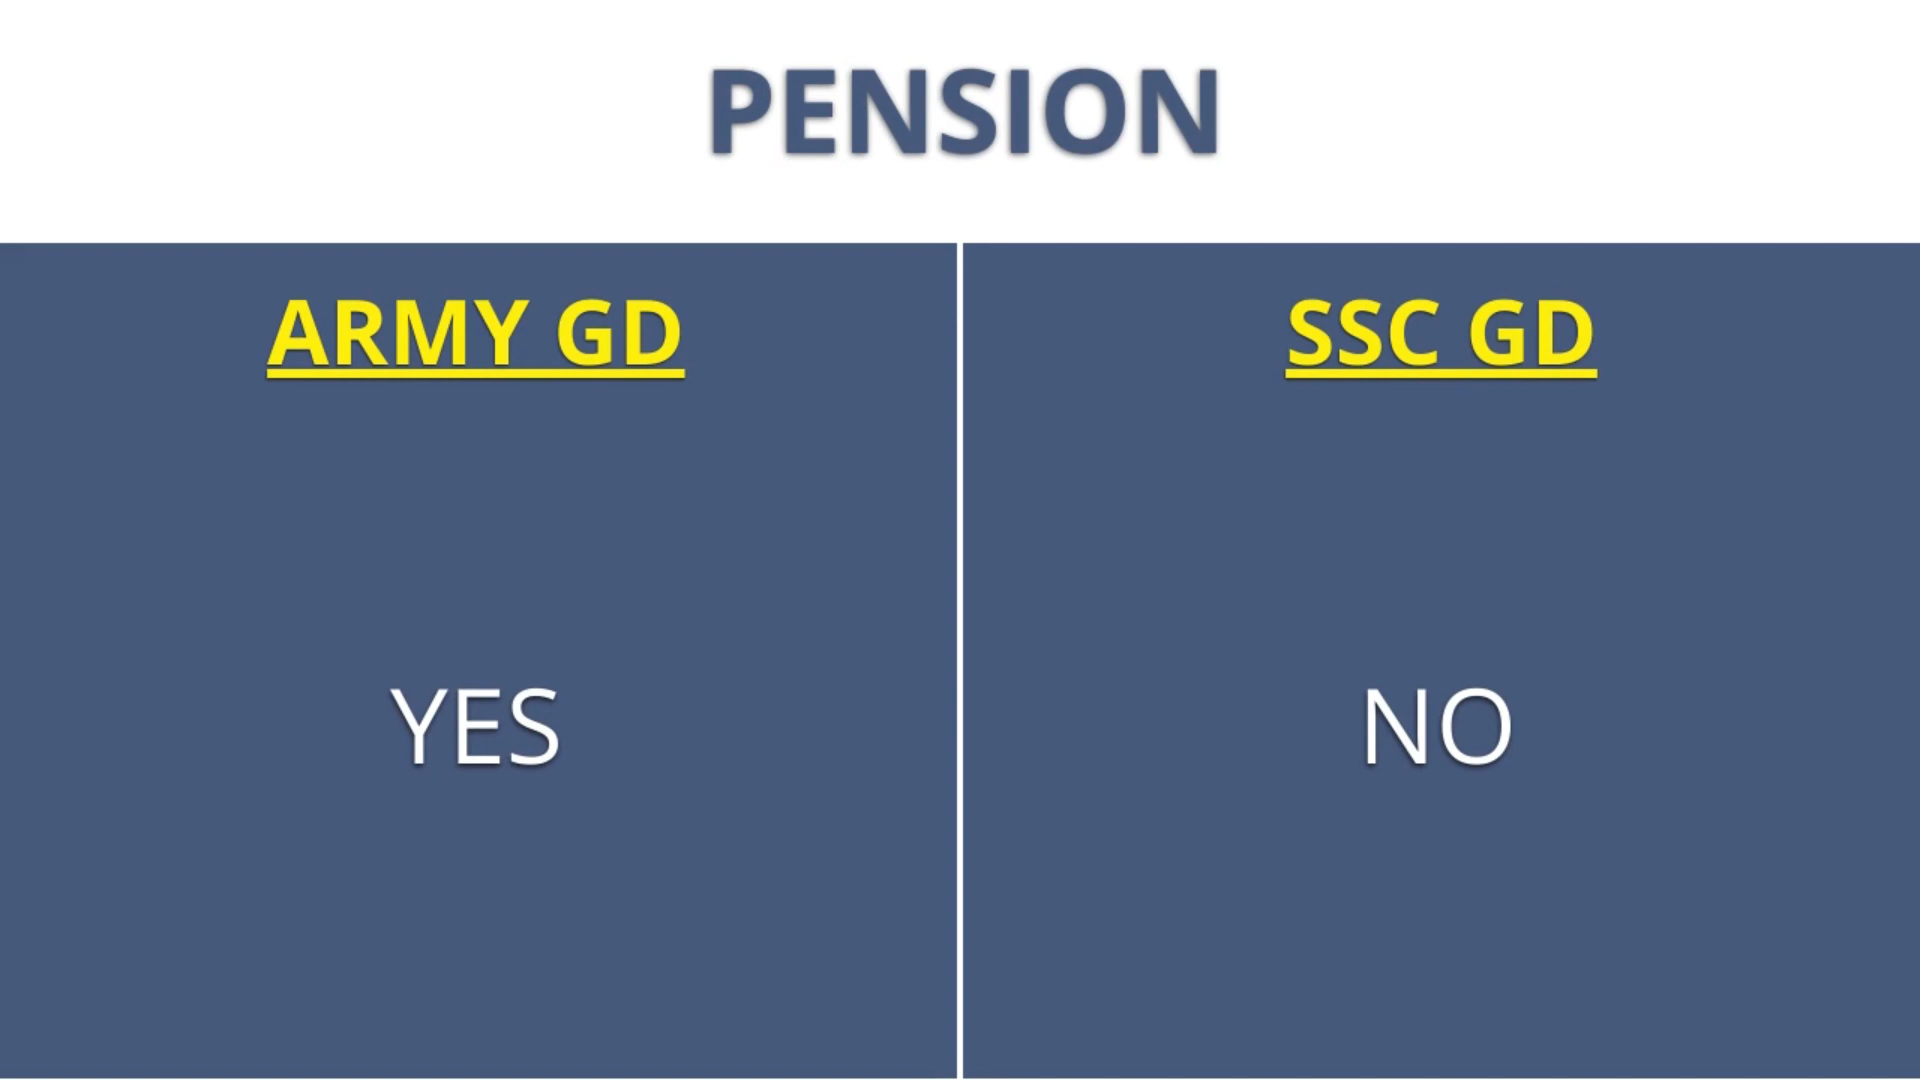 PENSION
ARMY GD
YES
SSC GD
NO